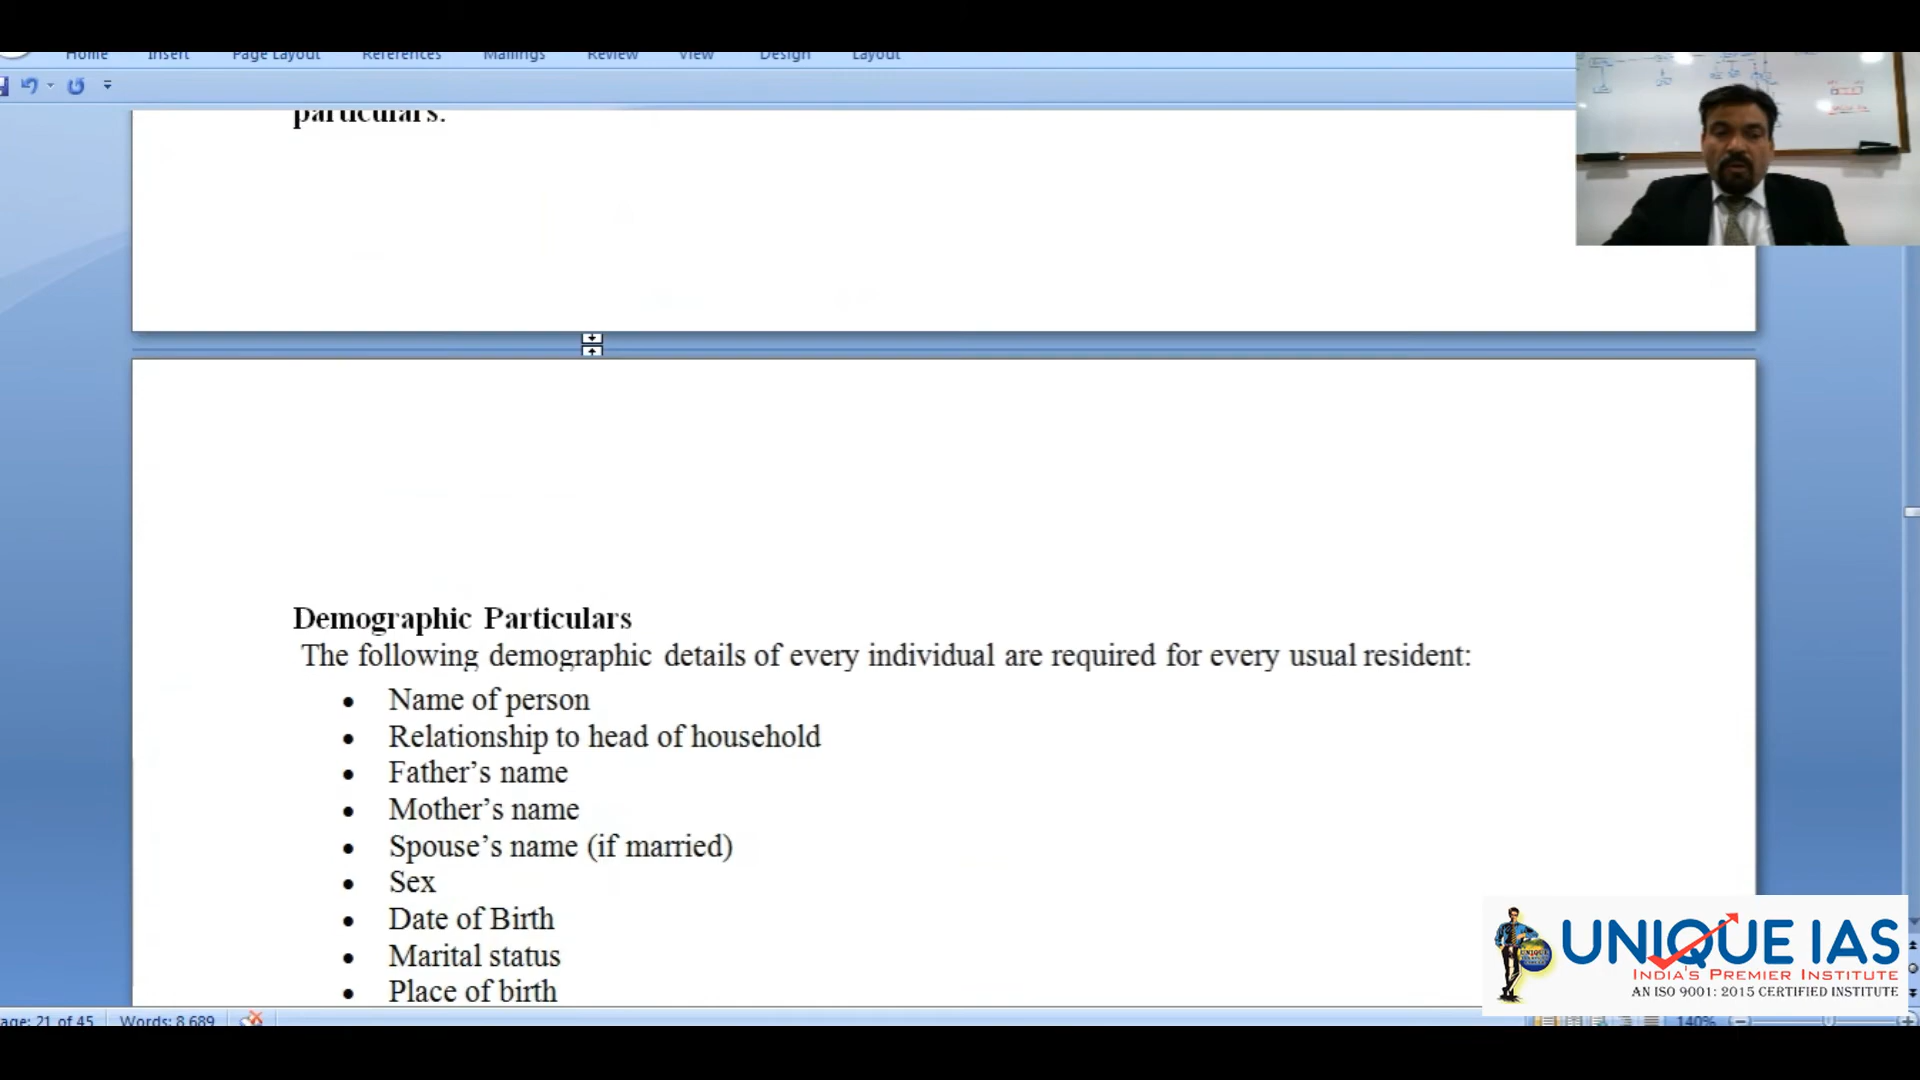 Home Insert Page Layout References Mailings Review View Design Layout
particulars.
Demographic Particulars
The following demographic details of every individual are required for every usual resident:
• Name of person
• Relationship to head of household
• Father’s name
• Mother’s name
• Spouse’s name (if married)
• Sex
• Date of Birth
• Marital status
• Place of birth
UNIQUE IAS
INDIA'S PREMIER INSTITUTE
AN ISO 9001: 2015 CERTIFIED INSTITUTE
age: 21 of 45 Words: 8,689 140%